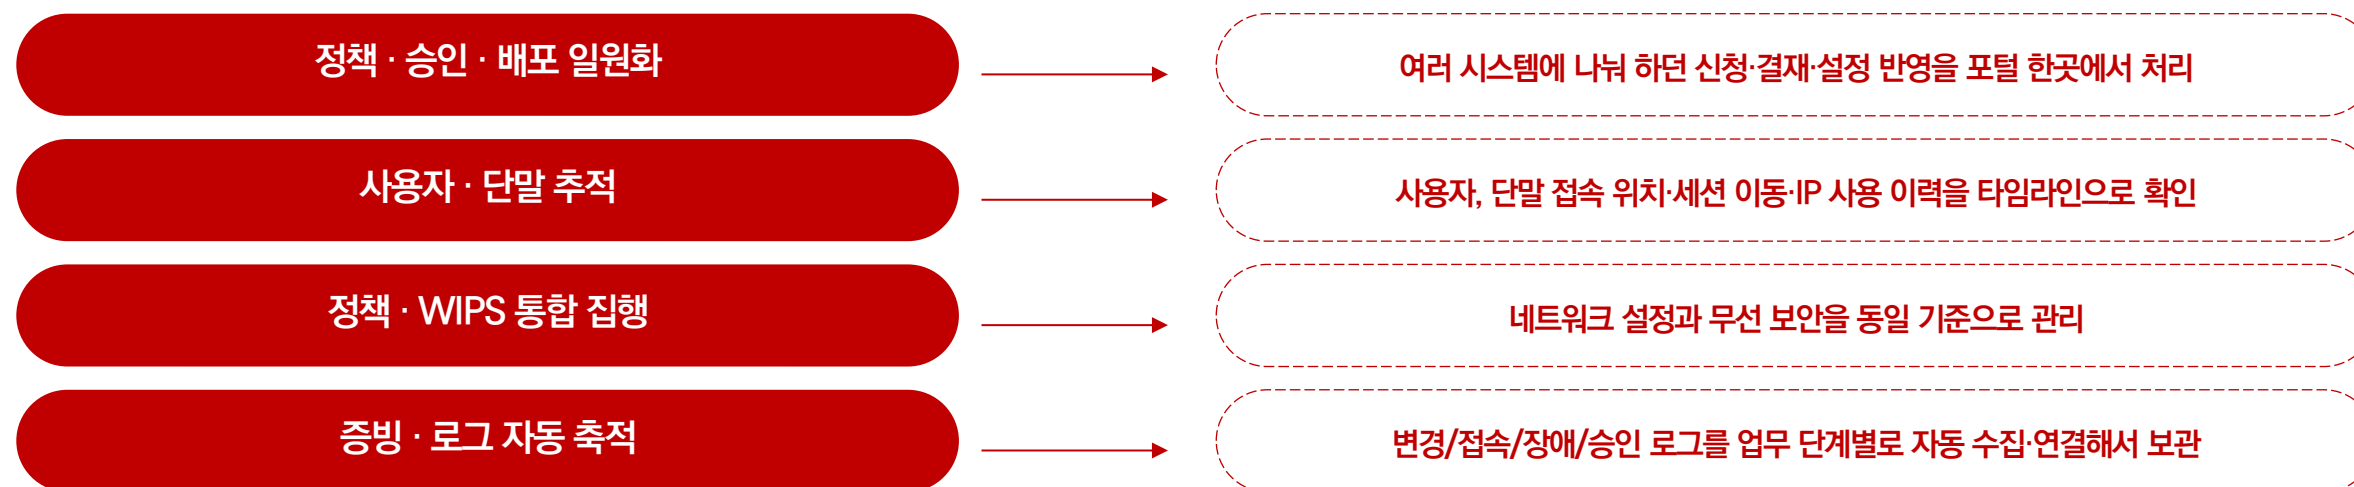 정책 · 승인 · 배포 일원화
여러 시스템에 나눠 하던 신청·결재·설정 반영을 포털 한곳에서 처리
사용자 · 단말 추적
사용자, 단말 접속 위치·세션 이동·IP 사용 이력을 타임라인으로 확인
정책 · WIPS 통합 집행
네트워크 설정과 무선 보안을 동일 기준으로 관리
증빙 · 로그 자동 축적
변경/접속/장애/승인 로그를 업무 단계별로 자동 수집·연결해서 보관